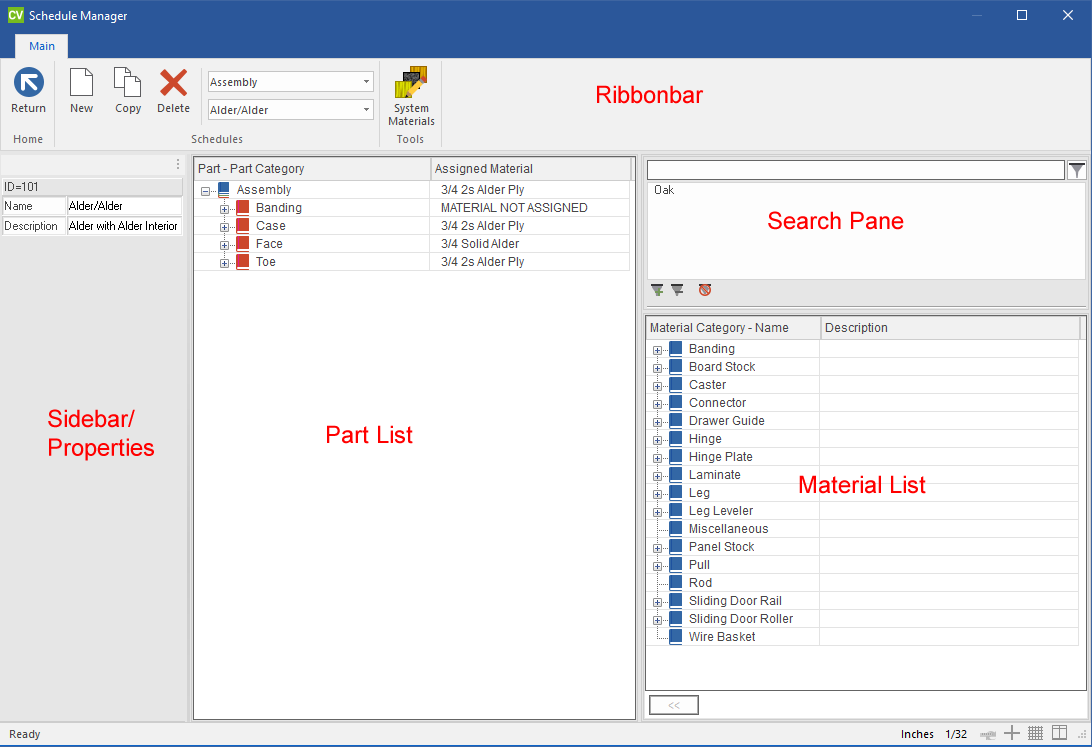 CV Schedule Manager
Main
Return
New
Copy
Delete
Assembly
Alder/Alder
System
Materials
Home
Schedules
Tools
Ribbonbar
ID=101
Name Alder/Alder
Description Alder with Alder Interior
Sidebar/
Properties
Part - Part Category Assigned Material
Assembly 3/4 2s Alder Ply
Banding MATERIAL NOT ASSIGNED
Case 3/4 2s Alder Ply
Face 3/4 Solid Alder
Toe 3/4 2s Alder Ply
Part List
Oak
Search Pane
Material Category - Name Description
Banding
Board Stock
Caster
Connector
Drawer Guide
Hinge
Hinge Plate
Laminate
Leg
Leg Leveler
Miscellaneous
Panel Stock
Pull
Rod
Sliding Door Rail
Sliding Door Roller
Wire Basket
Material List
<<
Ready
Inches 1/32